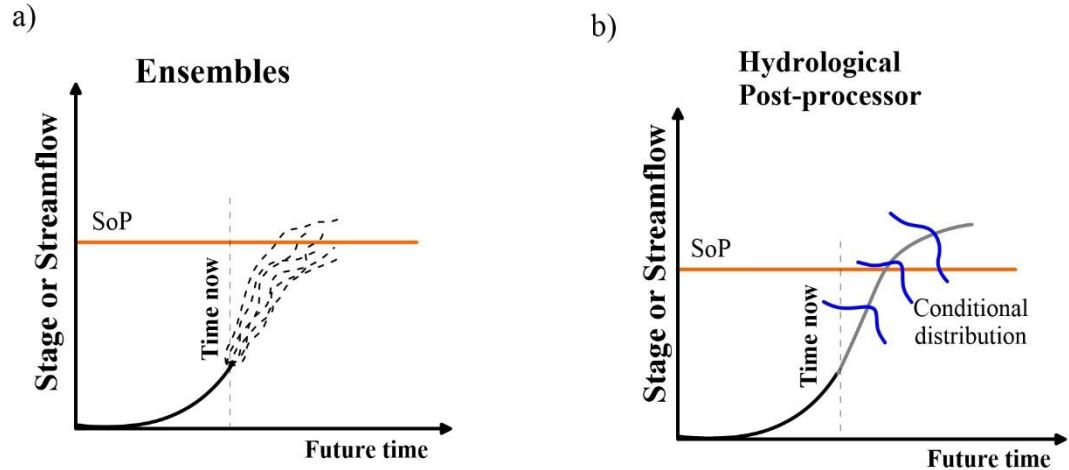 a)
Ensembles
Stage or Streamflow
SoP
Time now
Future time
b)
Hydrological
Post-processor
Stage or Streamflow
SoP
Time now
Conditional
distribution
Future time